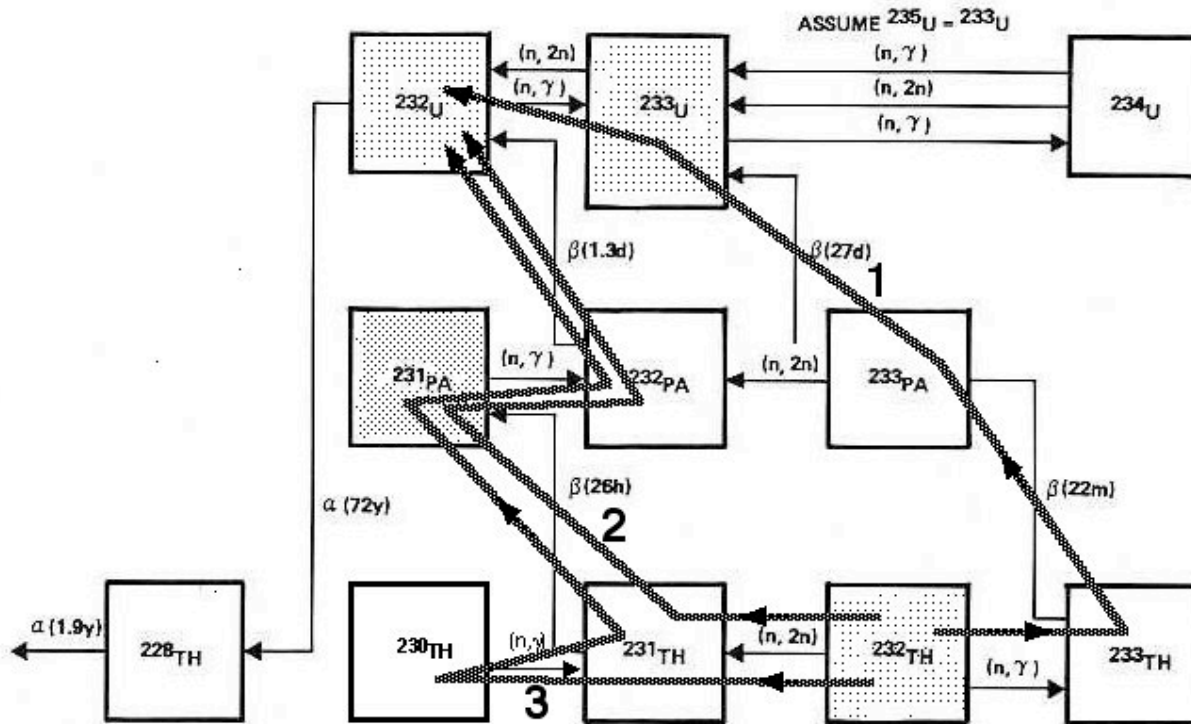 ASSUME 235U = 233U
(n, 2n)
(n, γ)
(n, γ)
(n, 2n)
(n, γ)
232U
233U
234U
β(1.3d)
β(27d)
1
(n, γ)
(n, 2n)
231PA
232PA
233PA
α (72y)
β(26h)
2
β(22m)
α(1.9y)
228TH
230TH
(n,γ)
231TH
(n, 2n)
232TH
(n, γ)
233TH
3